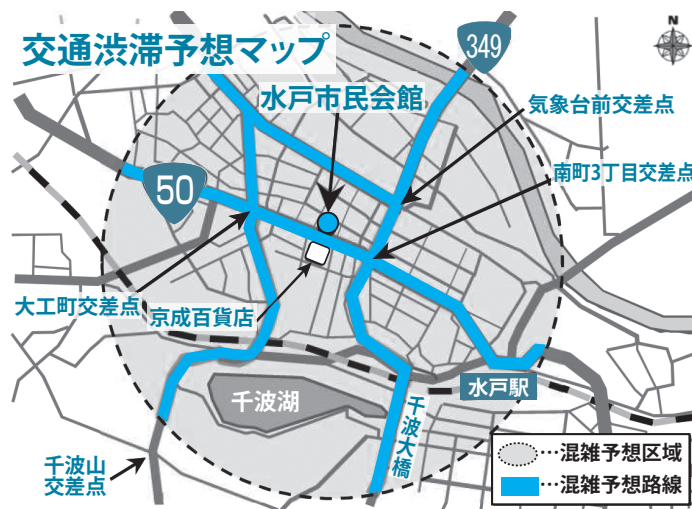 交通渋滞予想マップ
349
N
水戸市民会館
気象台前交差点
南町3丁目交差点
50
大工町交差点
京成百貨店
水戸駅
千波湖
千波大橋
千波山
交差点
…混雑予想区域
…混雑予想路線